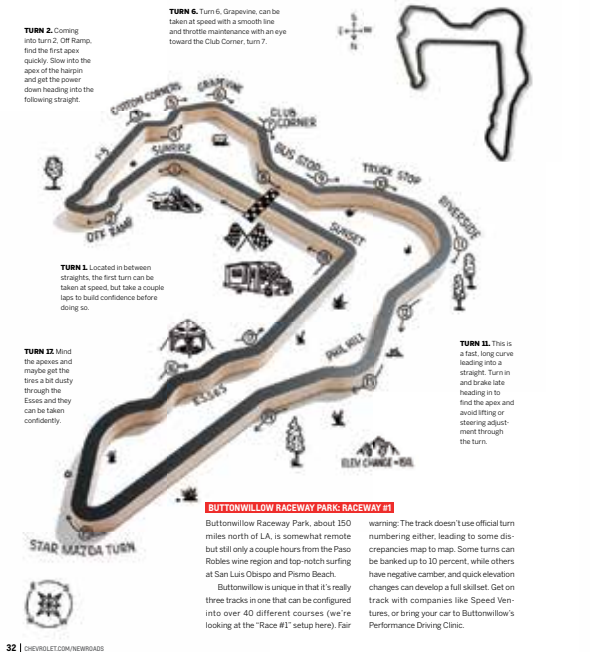 TURN 2. Coming
into turn 2, Off Ramp,
find the first apex
quickly. Slow into the
apex of the hairpin
and get the power
down heading into the
following straight.
TURN 6. Turn 6, Grapevine, can be
taken at speed with a smooth line
and throttle maintenance with an eye
toward the Club Corner, turn 7.
S
N
COTTON CORNERS
GRAPEVINE
CLUB
CORNER
I-5
SUNRISE
BUS STOP
TRUCK STOP
RIVERSIDE
OFF RAMP
SUNSET
TURN 1. Located in between
straights, the first turn can be
taken at speed, but take a couple
laps to build confidence before
doing so.
PHIL HILL
TURN 17. Mind
the apexes and
maybe get the
tires a bit dusty
through the
Esses and they
can be taken
confidently.
ESSES
TURN 11. This is
a fast, long curve
leading into a
straight. Turn in
and brake late
heading in to
find the apex and
avoid lifting or
steering adjust-
ment through
the turn.
STAR MAZDA TURN
BUTTONWILLOW RACEWAY PARK: RACEWAY #1
Buttonwillow Raceway Park, about 150
miles north of LA, is somewhat remote
but still only a couple hours from the Paso
Robles wine region and top-notch surfing
at San Luis Obispo and Pismo Beach.
Buttonwillow is unique in that it's really
three tracks in one that can be configured
into over 40 different courses (we're
looking at the "Race #1" setup here). Fair
warning: The track doesn't use official turn
numbering either, leading to some dis-
crepancies map to map. Some turns can
be banked up to 10 percent, while others
have negative camber, and quick elevation
changes can develop a full skillset. Get on
track with companies like Speed Ven-
tures, or bring your car to Buttonwillow's
Performance Driving Clinic.
32 | CHEVROLET.COM/NEWROADS